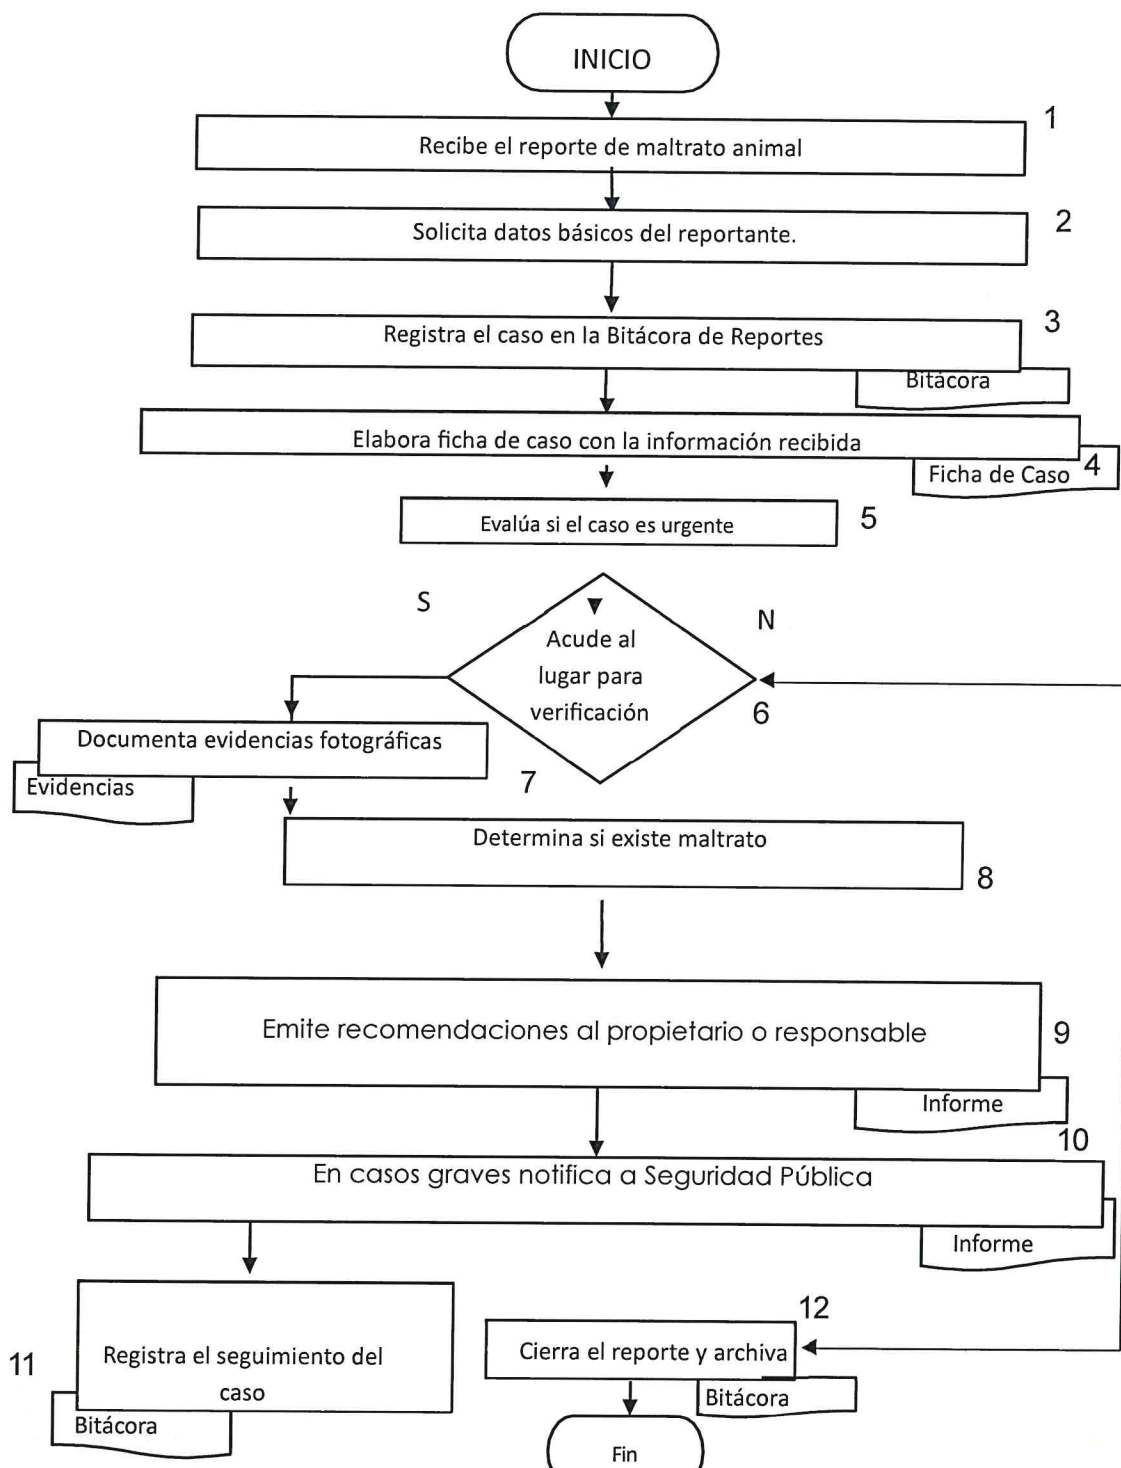 INICIO
1
Recibe el reporte de maltrato animal
2
Solicita datos básicos del reportante.
3
Registra el caso en la Bitácora de Reportes
Bitácora
Elabora ficha de caso con la información recibida
4
Ficha de Caso
5
Evalúa si el caso es urgente
S
N
Acude al
lugar para
verificación
6
Documenta evidencias fotográficas
Evidencias
7
Determina si existe maltrato
8
Emite recomendaciones al propietario o responsable
9
Informe
10
En casos graves notifica a Seguridad Pública
Informe
12
11
Registra el seguimiento del
caso
Bitácora
Cierra el reporte y archiva
Bitácora
Fin